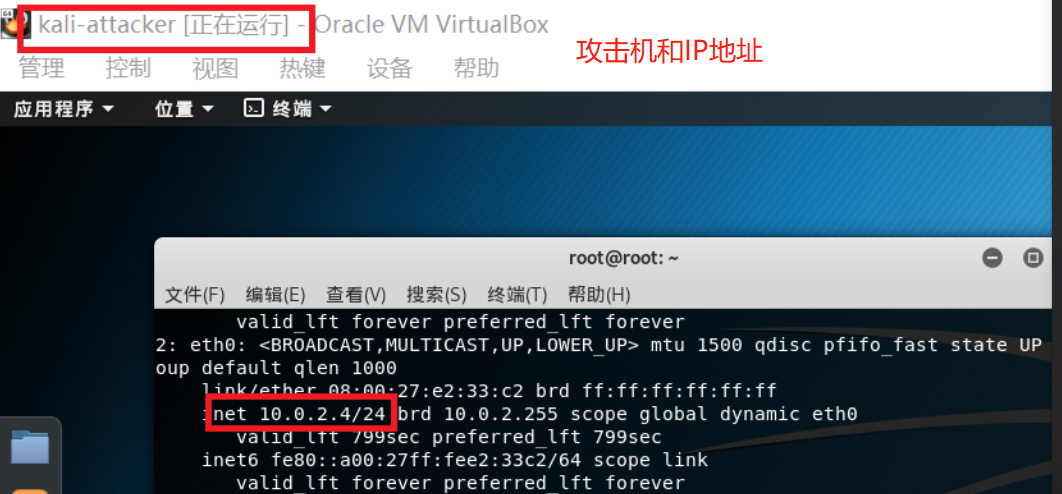 64
kali-attacker [正在运行] - Oracle VM VirtualBox
管理 控制 视图 热键 设备 帮助
攻击机和IP地址
应用程序 位置 终端
root@root: ~
文件(F) 编辑(E) 查看(V) 搜索(S) 终端(T) 帮助(H)
valid_lft forever preferred_lft forever
2: eth0: <BROADCAST,MULTICAST,UP,LOWER_UP> mtu 1500 qdisc pfifo_fast state UP
oup default qlen 1000
link/ether 08:00:27:e2:33:c2 brd ff:ff:ff:ff:ff:ff
inet 10.0.2.4/24 brd 10.0.2.255 scope global dynamic eth0
valid_lft 799sec preferred_lft 799sec
inet6 fe80::a00:27ff:fee2:33c2/64 scope link
valid_lft forever preferred_lft forever